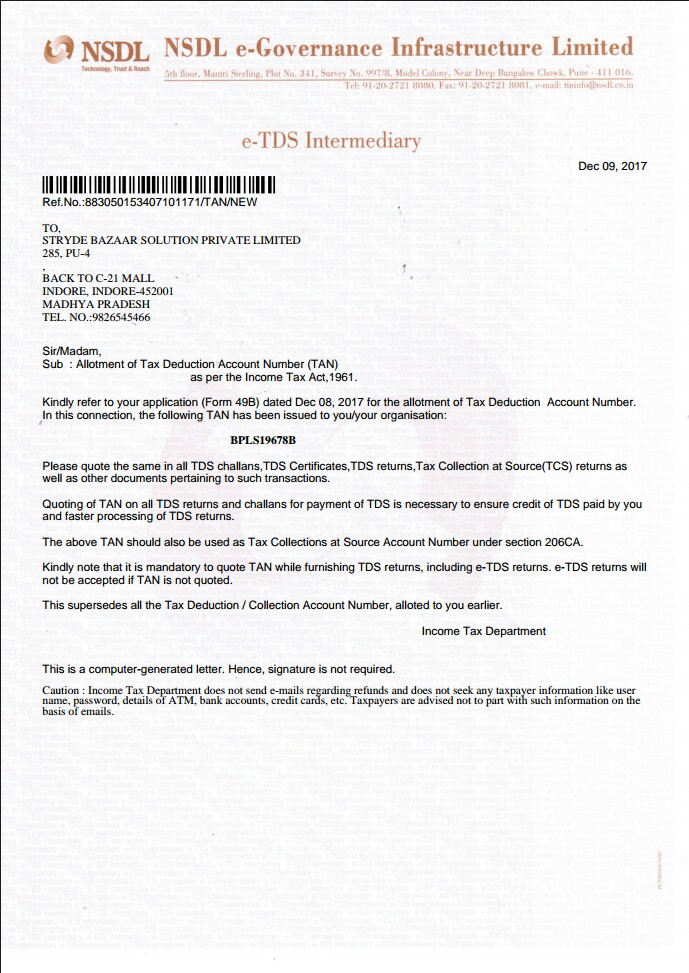 NSDL
Technology, Trust & Reach
NSDL e-Governance Infrastructure Limited
5th floor, Mantri Sterling, Plot No. 341, Survey No. 997/8, Model Colony, Near Deep Bungalow Chowk, Pune - 411 016.
Tel: 91-20-2721 8080, Fax: 91-20-2721 8081, e-mail: tininfo@nsdl.co.in
e-TDS Intermediary
Dec 09, 2017
Ref.No.:883050153407101171/TAN/NEW
TO,
STRYDE BAZAAR SOLUTION PRIVATE LIMITED
285, PU-4
,
BACK TO C-21 MALL
INDORE, INDORE-452001
MADHYA PRADESH
TEL. NO.:9826545466
Sir/Madam,
Sub : Allotment of Tax Deduction Account Number (TAN)
as per the Income Tax Act,1961.
Kindly refer to your application (Form 49B) dated Dec 08, 2017 for the allotment of Tax Deduction Account Number.
In this connection, the following TAN has been issued to you/your organisation:
BPLS19678B
Please quote the same in all TDS challans,TDS Certificates,TDS returns,Tax Collection at Source(TCS) returns as
well as other documents pertaining to such transactions.
Quoting of TAN on all TDS returns and challans for payment of TDS is necessary to ensure credit of TDS paid by you
and faster processing of TDS returns.
The above TAN should also be used as Tax Collections at Source Account Number under section 206CA.
Kindly note that it is mandatory to quote TAN while furnishing TDS returns, including e-TDS returns. e-TDS returns will
not be accepted if TAN is not quoted.
This supersedes all the Tax Deduction / Collection Account Number, alloted to you earlier.
Income Tax Department
This is a computer-generated letter. Hence, signature is not required.
Caution : Income Tax Department does not send e-mails regarding refunds and does not seek any taxpayer information like user
name, password, details of ATM, bank accounts, credit cards, etc. Taxpayers are advised not to part with such information on the
basis of emails.